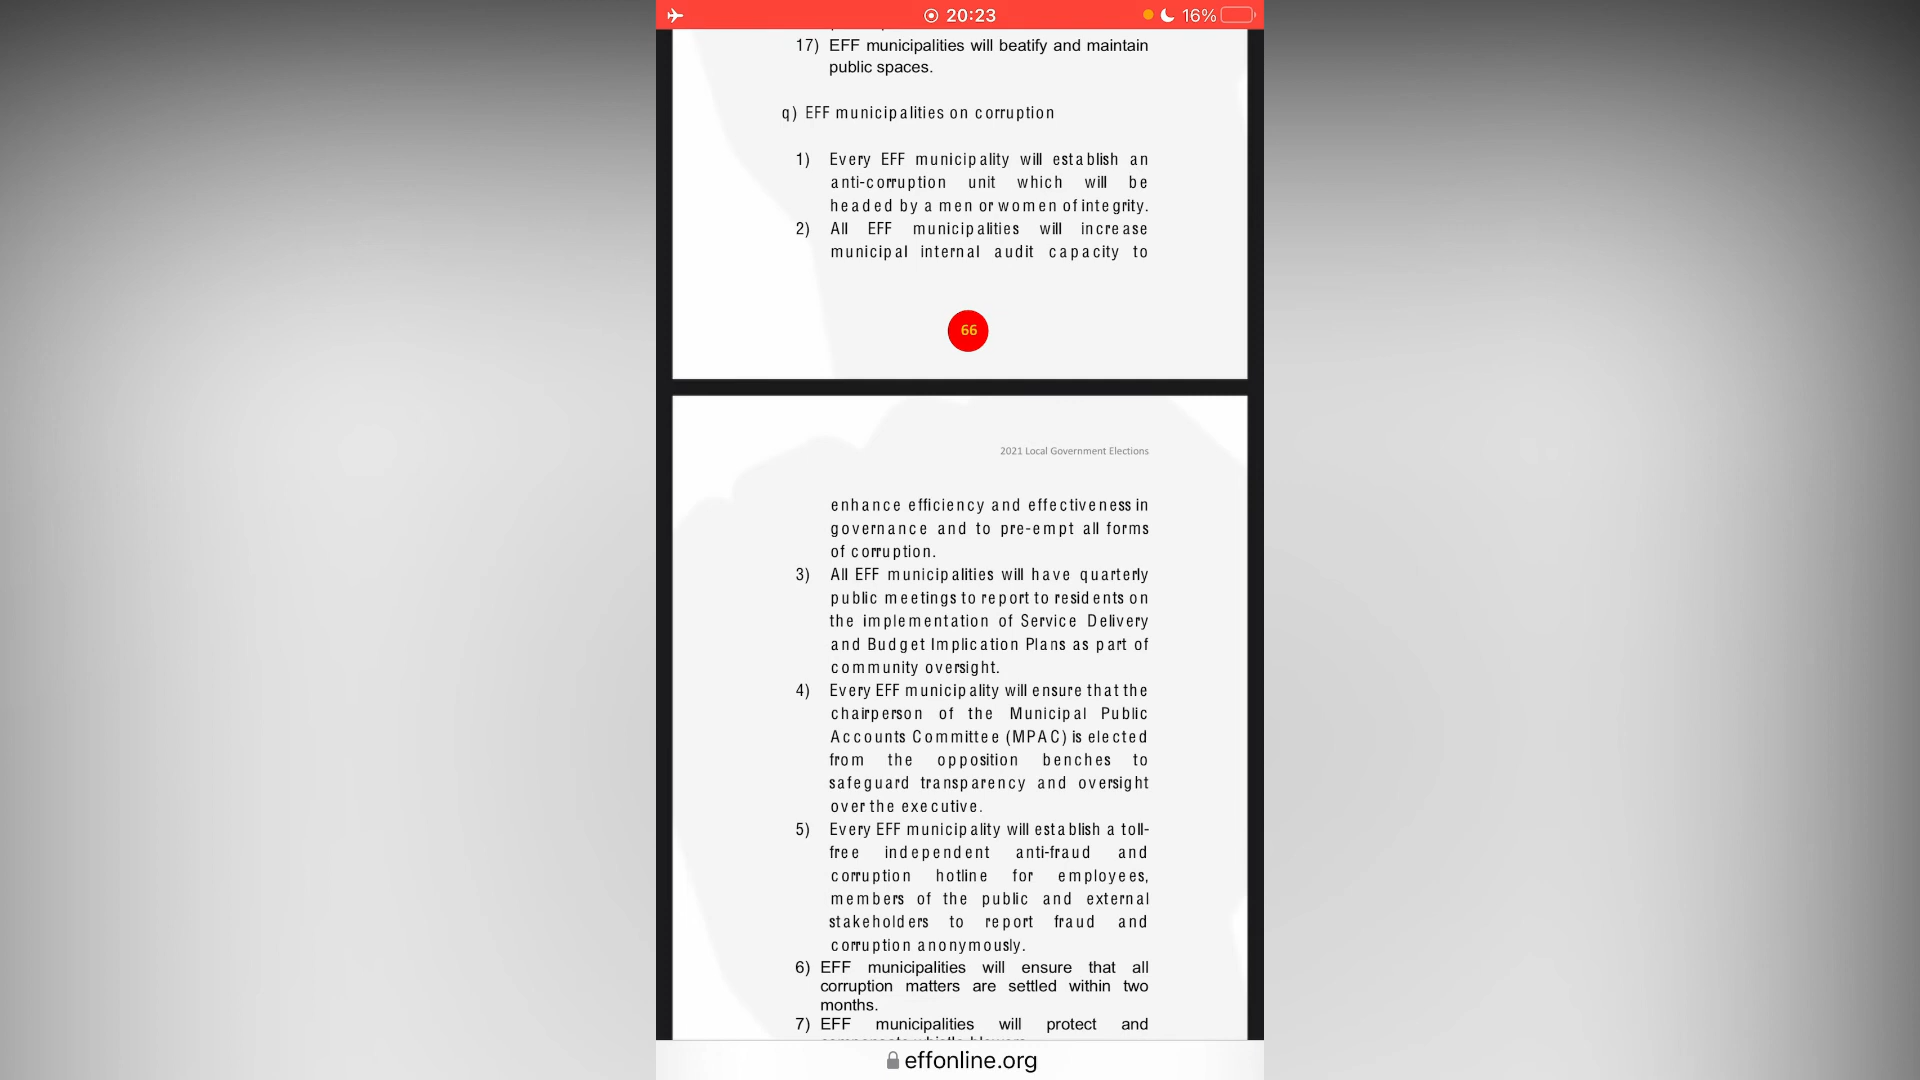 20:23
16%
17) EFF municipalities will beatify and maintain
public spaces.
q) EFF municipalities on corruption
1) Every EFF municipality will establish an
anti-corruption unit which will be
headed by a men or women of integrity.
2) All EFF municipalities will increase
municipal internal audit capacity to
66
2021 Local Government Elections
enhance efficiency and effectiveness in
governance and to pre-empt all forms
of corruption.
3) All EFF municipalities will have quarterly
public meetings to report to residents on
the implementation of Service Delivery
and Budget Implication Plans as part of
community oversight.
4) Every EFF municipality will ensure that the
chairperson of the Municipal Public
Accounts Committee (MPAC) is elected
from the opposition benches to
safeguard transparency and oversight
over the executive.
5) Every EFF municipality will establish a toll-
free independent anti-fraud and
corruption hotline for employees,
members of the public and external
stakeholders to report fraud and
corruption anonymously.
6) EFF municipalities will ensure that all
corruption matters are settled within two
months.
7) EFF municipalities will protect and
effonline.org